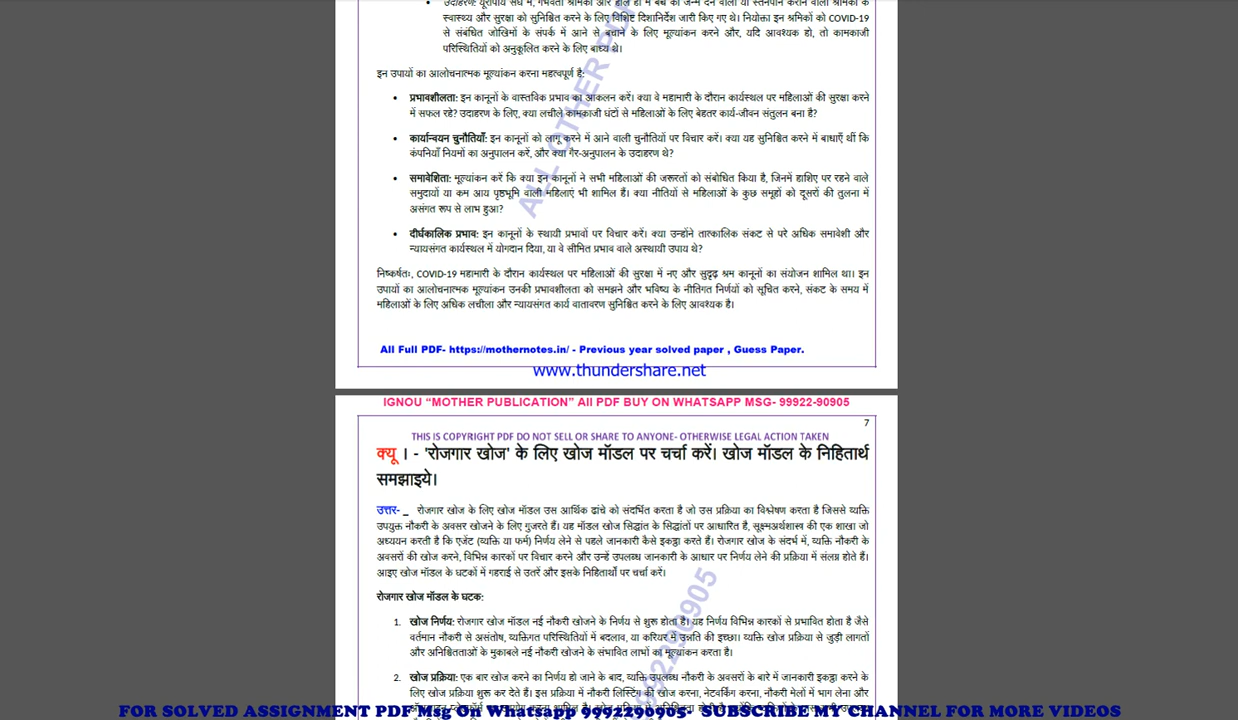 उदाहरण: यूरोपीय संघ में, गर्भवती श्रमिकों और हाल ही में बच्चे को जन्म देने वाली या स्तनपान कराने वाली श्रमिकों के
स्वास्थ्य और सुरक्षा को सुनिश्चित करने के लिए विशिष्ट दिशानिर्देश जारी किए गए थे। नियोक्ता इन श्रमिकों को COVID-19
से संबंधित जोखिमों के संपर्क में आने से बचाने के लिए मूल्यांकन करने और, यदि आवश्यक हो, तो कामकाजी
परिस्थितियों को अनुकूलित करने के लिए बाध्य थे।
इन उपायों का आलोचनात्मक मूल्यांकन करना महत्वपूर्ण है:
• प्रभावशीलता: इन कानूनों के वास्तविक प्रभाव का आकलन करें। क्या वे महामारी के दौरान कार्यस्थल पर महिलाओं की सुरक्षा करने
में सफल रहे? उदाहरण के लिए, क्या लचीले कामकाजी घंटों से महिलाओं के लिए बेहतर कार्य-जीवन संतुलन बना है?
• कार्यान्वयन चुनौतियाँ: इन कानूनों को लागू करने में आने वाली चुनौतियों पर विचार करें। क्या यह सुनिश्चित करने में बाधाएँ थीं कि
कंपनियाँ नियमों का अनुपालन करें, और क्या गैर-अनुपालन के उदाहरण थे?
• समावेशिता: मूल्यांकन करें कि क्या इन कानूनों ने सभी महिलाओं की जरूरतों को संबोधित किया है, जिनमें हाशिए पर रहने वाले
समुदायों या कम आय पृष्ठभूमि वाली महिलाएं भी शामिल हैं। क्या नीतियों से महिलाओं के कुछ समूहों को दूसरों की तुलना में
असंगत रूप से लाभ हुआ?
• दीर्घकालिक प्रभाव: इन कानूनों के स्थायी प्रभावों पर विचार करें। क्या उन्होंने तात्कालिक संकट से परे अधिक समावेशी और
न्यायसंगत कार्यस्थल में योगदान दिया, या वे सीमित प्रभाव वाले अस्थायी उपाय थे?
निष्कर्षतः, COVID-19 महामारी के दौरान कार्यस्थल पर महिलाओं की सुरक्षा में नए और सुदृढ़ श्रम कानूनों का संयोजन शामिल था। इन
उपायों का आलोचनात्मक मूल्यांकन उनकी प्रभावशीलता को समझने और भविष्य के नीतिगत निर्णयों को सूचित करने, संकट के समय में
महिलाओं के लिए अधिक लचीला और न्यायसंगत कार्य वातावरण सुनिश्चित करने के लिए आवश्यक है।
ALL OTHER PDF
All Full PDF- https://mothernotes.in/ - Previous year solved paper , Guess Paper.
www.thundershare.net
IGNOU “MOTHER PUBLICATION” All PDF BUY ON WHATSAPP MSG- 99922-90905
7
THIS IS COPYRIGHT PDF DO NOT SELL OR SHARE TO ANYONE- OTHERWISE LEGAL ACTION TAKEN
क्यू । - 'रोजगार खोज' के लिए खोज मॉडल पर चर्चा करें। खोज मॉडल के निहितार्थ
समझाइये।
उत्तर- _ रोजगार खोज के लिए खोज मॉडल उस आर्थिक ढांचे को संदर्भित करता है जो उस प्रक्रिया का विश्लेषण करता है जिससे व्यक्ति
उपयुक्त नौकरी के अवसर खोजने के लिए गुजरते हैं। यह मॉडल खोज सिद्धांत के सिद्धांतों पर आधारित है, सूक्ष्मअर्थशास्त्र की एक शाखा जो
अध्ययन करती है कि एजेंट (व्यक्ति या फर्म) निर्णय लेने से पहले जानकारी कैसे इकट्ठा करते हैं। रोजगार खोज के संदर्भ में, व्यक्ति नौकरी के
अवसरों की खोज करने, विभिन्न कारकों पर विचार करने और उन्हें उपलब्ध जानकारी के आधार पर निर्णय लेने की प्रक्रिया में संलग्न होते हैं।
आइए खोज मॉडल के घटकों में गहराई से उतरें और इसके निहितार्थों पर चर्चा करें।
रोजगार खोज मॉडल के घटक:
1. खोज निर्णय: रोजगार खोज मॉडल नई नौकरी खोजने के निर्णय से शुरू होता है। यह निर्णय विभिन्न कारकों से प्रभावित होता है जैसे
वर्तमान नौकरी से असंतोष, व्यक्तिगत परिस्थितियों में बदलाव, या करियर में उन्नति की इच्छा। व्यक्ति खोज प्रक्रिया से जुड़ी लागतों
और अनिश्चितताओं के मुकाबले नई नौकरी खोजने के संभावित लाभों का मूल्यांकन करता है।
2. खोज प्रक्रिया: एक बार खोज करने का निर्णय हो जाने के बाद, व्यक्ति उपलब्ध नौकरी के अवसरों के बारे में जानकारी इकट्ठा करने के
लिए खोज प्रक्रिया शुरू कर देते हैं। इस प्रक्रिया में नौकरी लिस्टिंग की खोज करना, नेटवर्किंग करना, नौकरी मेलों में भाग लेना और
9992290905
FOR SOLVED ASSIGNMENT PDF Msg On Whatsapp 9992290905- SUBSCRIBE MY CHANNEL FOR MORE VIDEOS